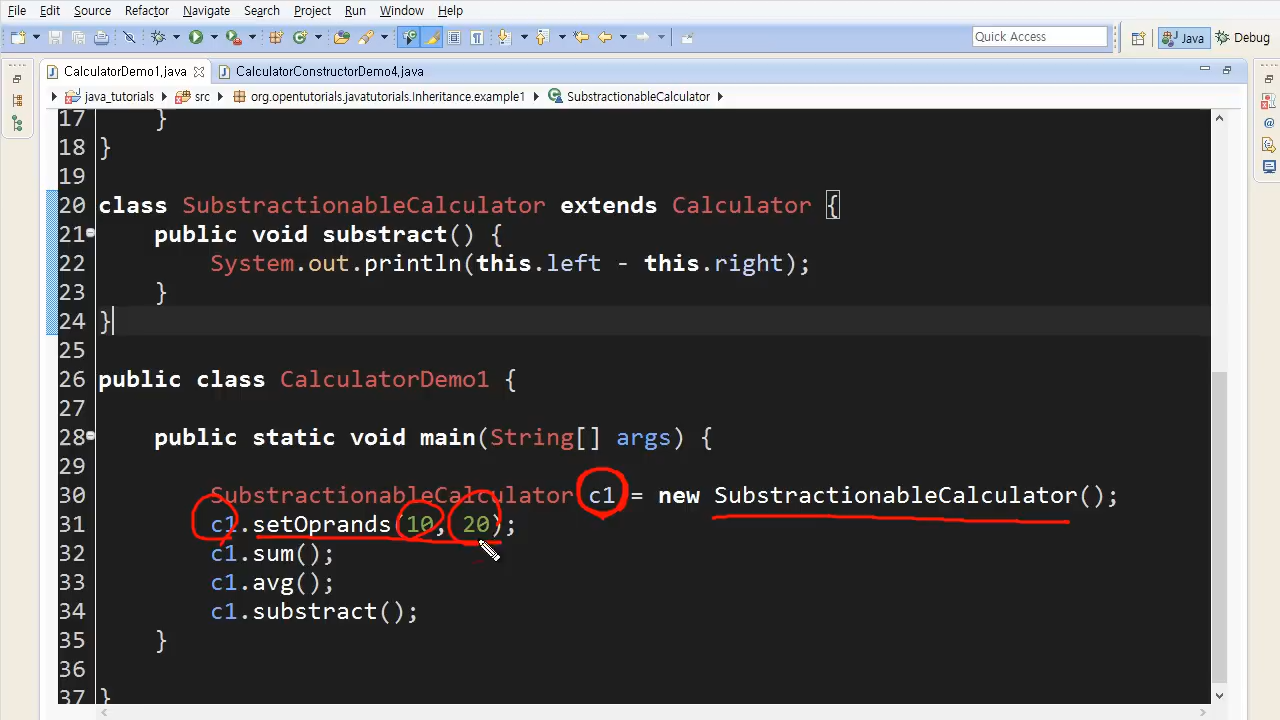 File Edit Source Refactor Navigate Search Project Run Window Help
Quick Access Java Debug
CalculatorDemo1.java CalculatorConstructorDemo4.java
java_tutorials src org.opentutorials.javatutorials.Inheritance.example1 SubstractionableCalculator
17 }
18 }
19
20 class SubstractionableCalculator extends Calculator {
21 public void substract() {
22 System.out.println(this.left - this.right);
23 }
24 }
25
26 public class CalculatorDemo1 {
27
28 public static void main(String[] args) {
29
30 SubstractionableCalculator c1 = new SubstractionableCalculator();
31 c1.setOprands(10, 20);
32 c1.sum();
33 c1.avg();
34 c1.substract();
35 }
36
37 }